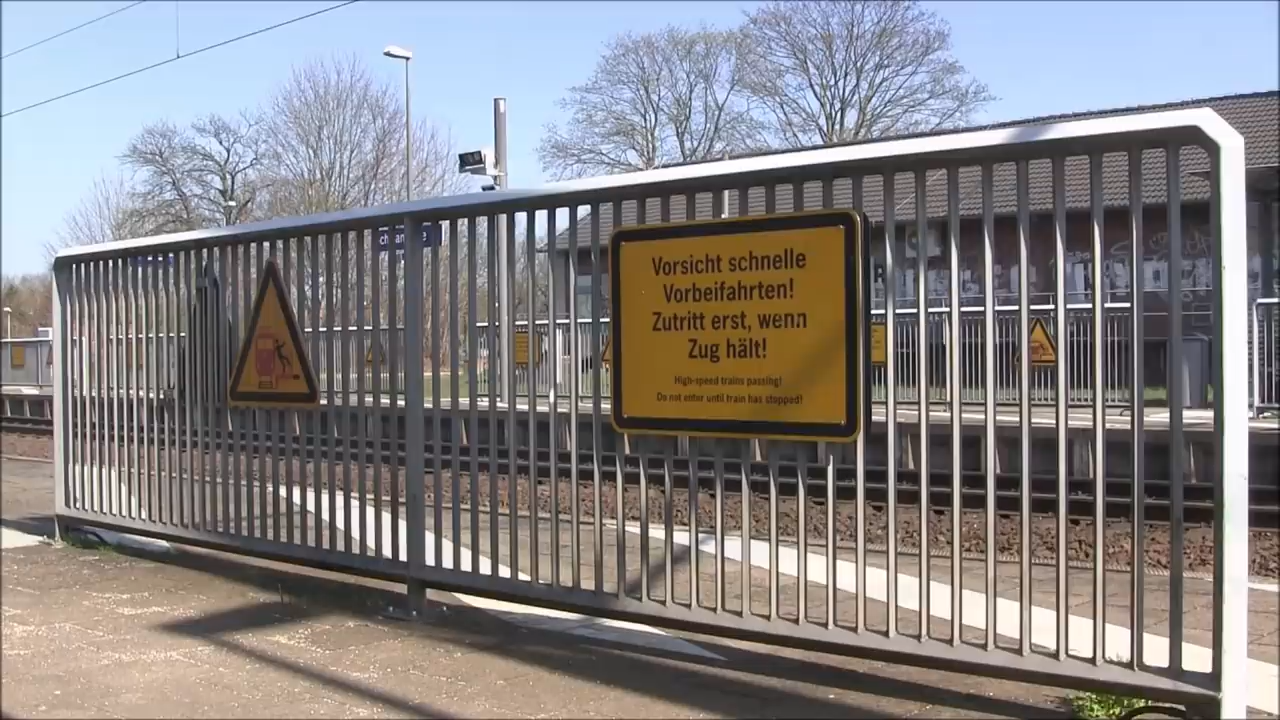 Vorsicht schnelle
Vorbeifahrten!
Zutritt erst, wenn
Zug hält!
High-speed trains passing!
Do not enter until train has stopped!